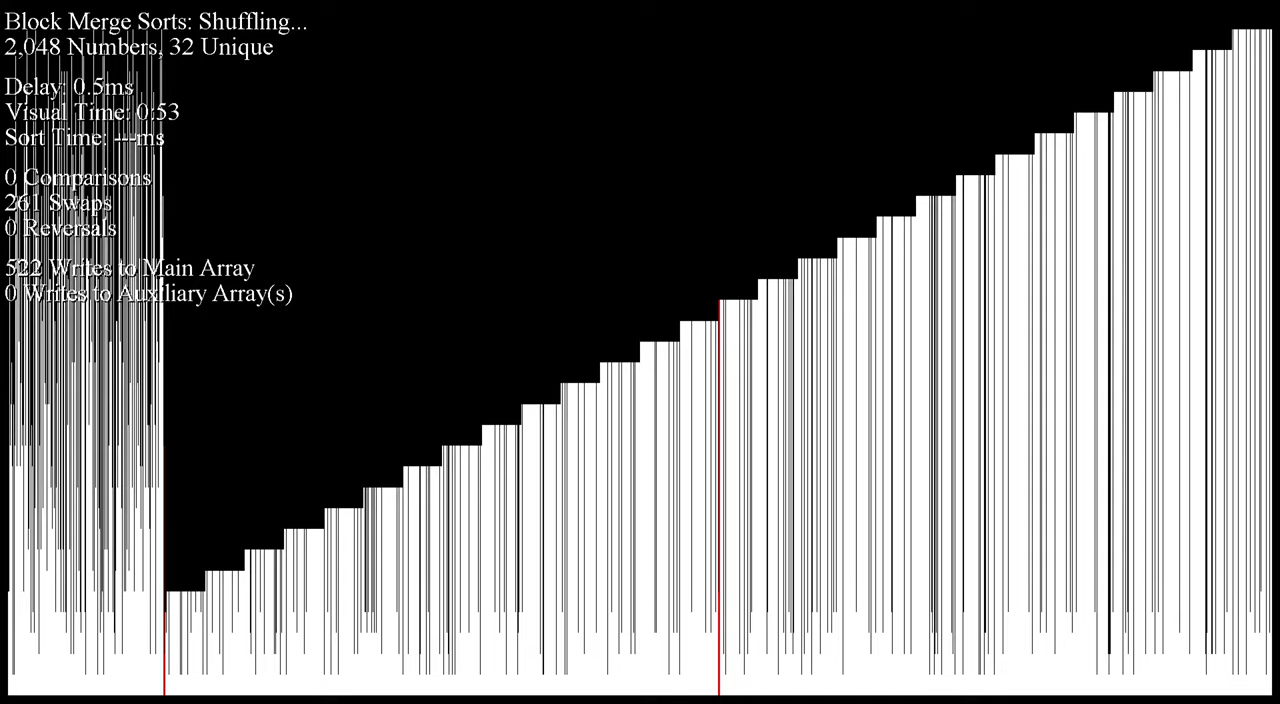 Block Merge Sorts: Shuffling...
2,048 Numbers, 32 Unique
Delay: 0.5ms
Visual Time: 0:53
Sort Time: ---ms
0 Comparisons
261 Swaps
0 Reversals
522 Writes to Main Array
0 Writes to Auxiliary Array(s)